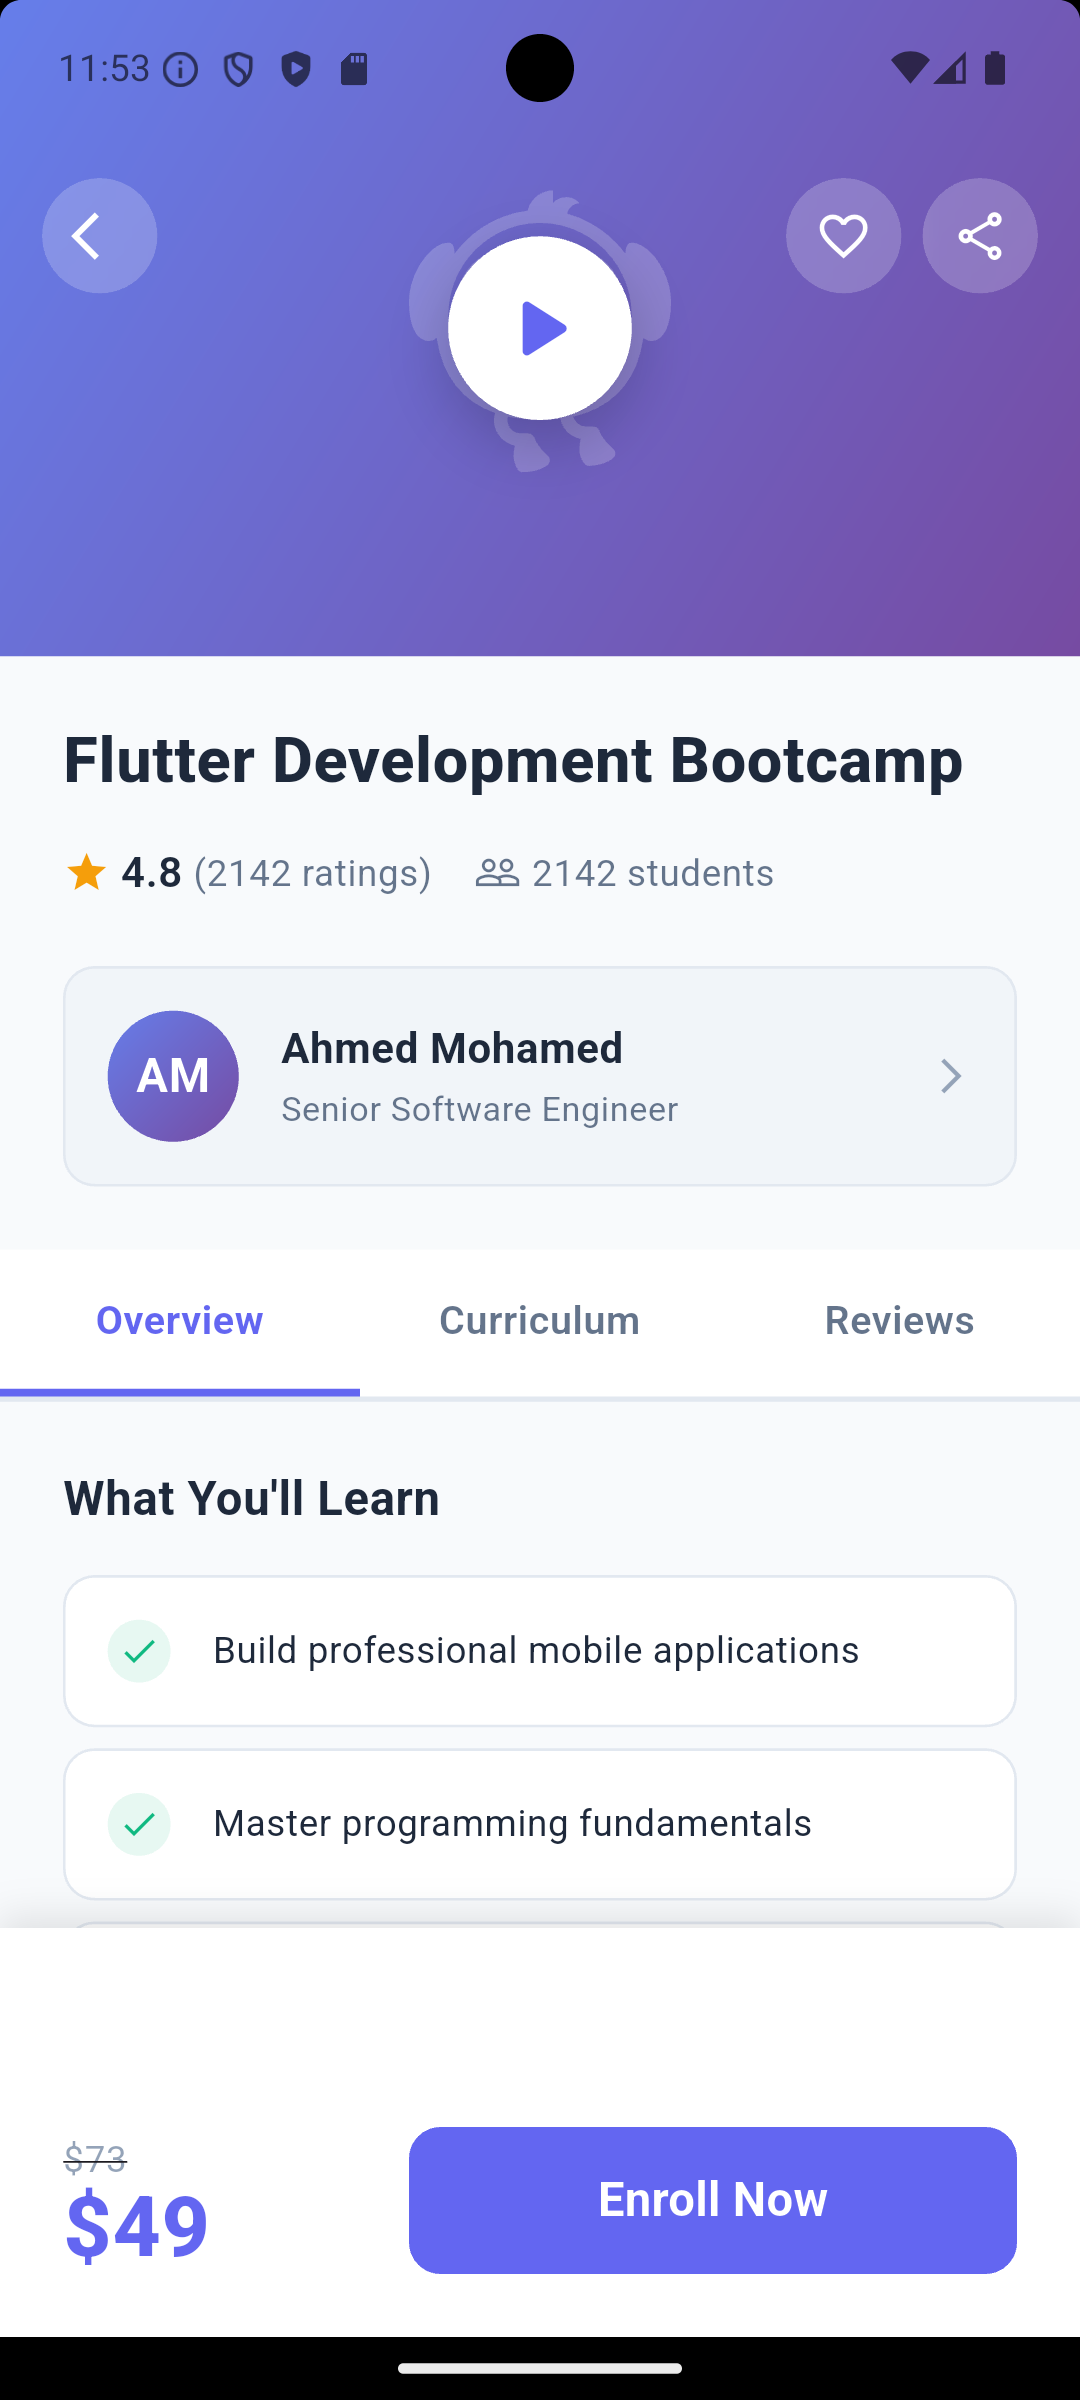 11:53
Flutter Development Bootcamp
4.8 (2142 ratings) 2142 students
AM
Ahmed Mohamed
Senior Software Engineer
Overview Curriculum Reviews
What You'll Learn
Build professional mobile applications
Master programming fundamentals
$73
$49
Enroll Now